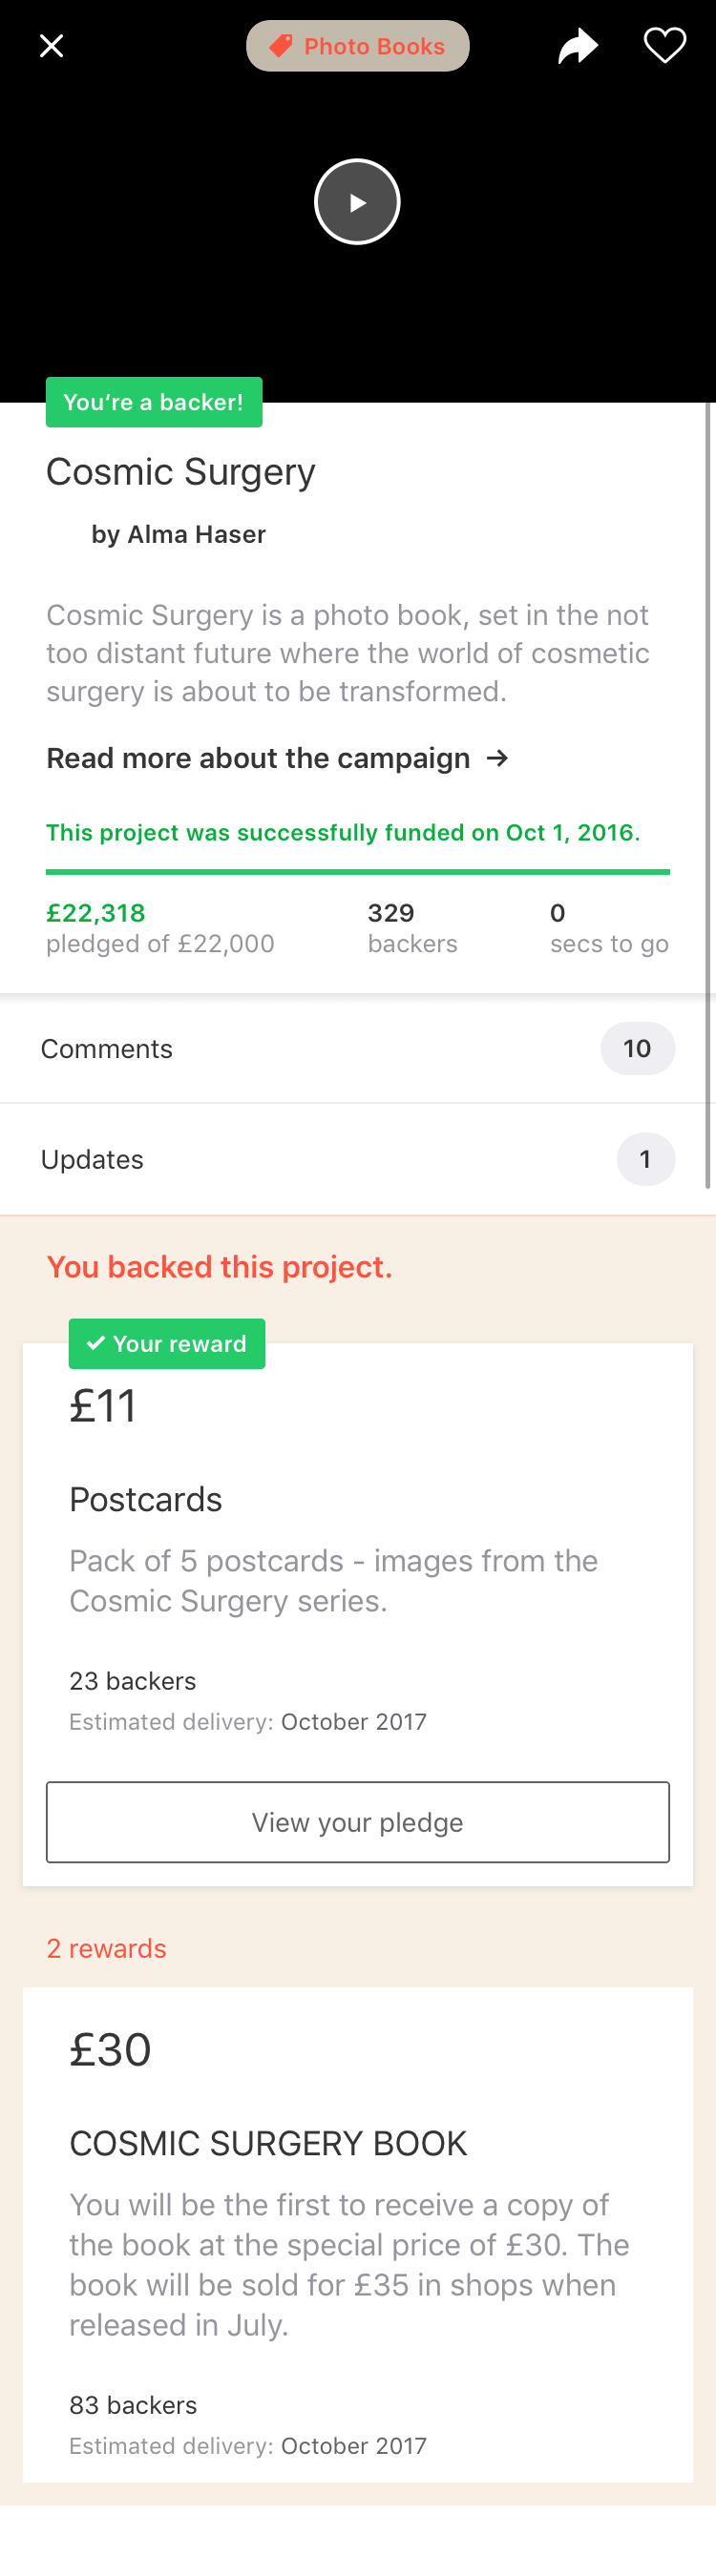 Photo Books
You’re a backer!
Cosmic Surgery
by Alma Haser
Cosmic Surgery is a photo book, set in the not
too distant future where the world of cosmetic
surgery is about to be transformed.
Read more about the campaign →
This project was successfully funded on Oct 1, 2016.
£22,318 329 0
pledged of £22,000 backers secs to go
Comments 10
Updates 1
You backed this project.
✓ Your reward
£11
Postcards
Pack of 5 postcards - images from the
Cosmic Surgery series.
23 backers
Estimated delivery: October 2017
View your pledge
2 rewards
£30
COSMIC SURGERY BOOK
You will be the first to receive a copy of
the book at the special price of £30. The
book will be sold for £35 in shops when
released in July.
83 backers
Estimated delivery: October 2017